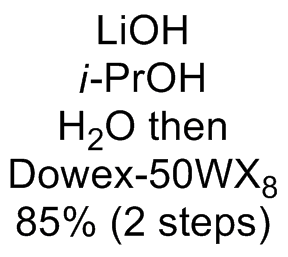 LiOH
i-PrOH
H₂O then
Dowex-50WX₈
85% (2 steps)